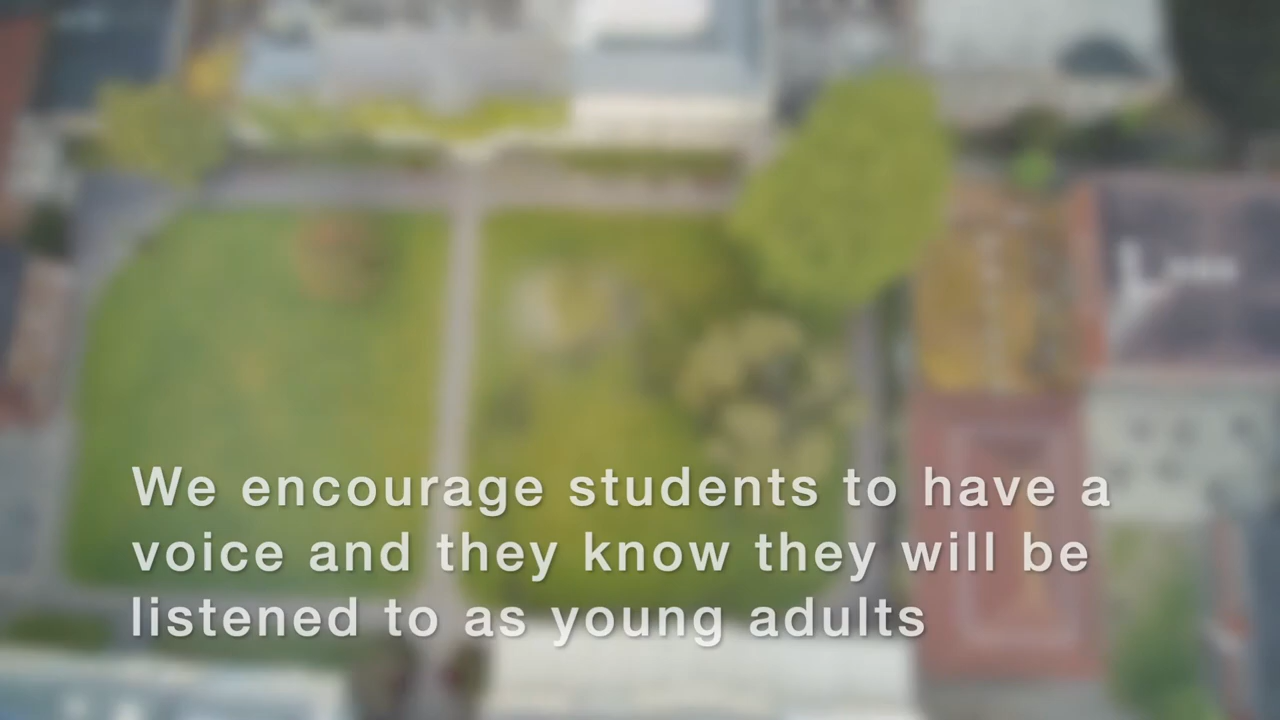 We encourage students to have a
voice and they know they will be
listened to as young adults